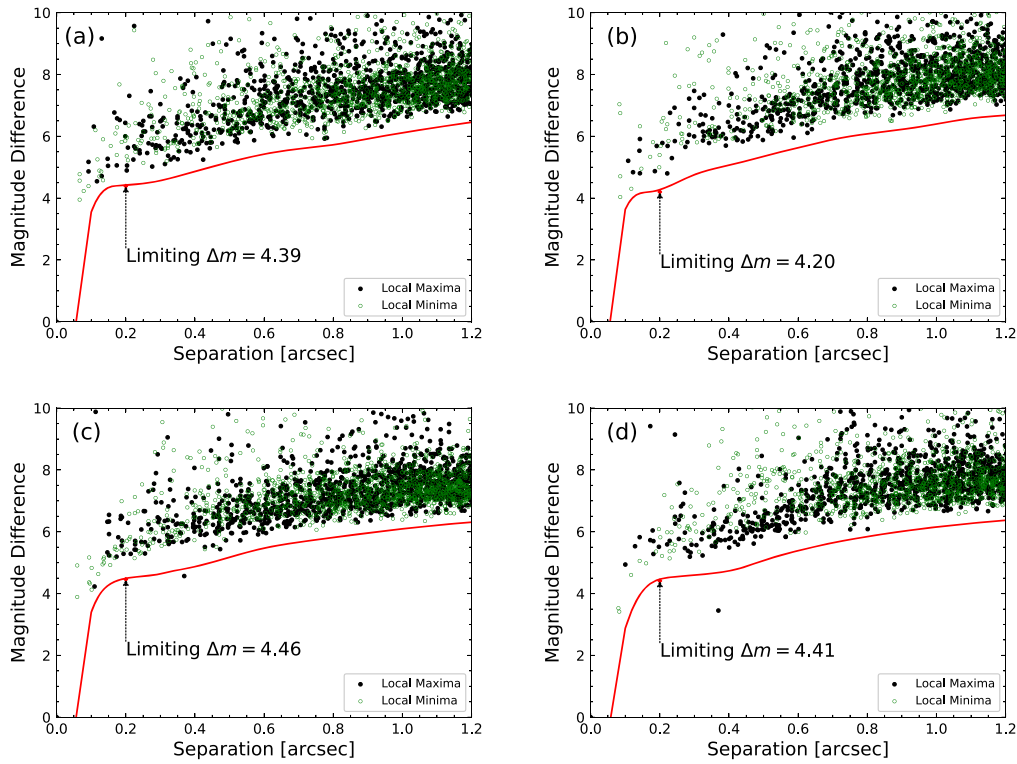 (a)
Magnitude Difference
10
8
6
4
2
0
Limiting Δm = 4.39
Local Maxima
Local Minima
0.0 0.2 0.4 0.6 0.8 1.0 1.2
Separation [arcsec]
(b)
Magnitude Difference
10
8
6
4
2
0
Limiting Δm = 4.20
Local Maxima
Local Minima
0.0 0.2 0.4 0.6 0.8 1.0 1.2
Separation [arcsec]
(c)
Magnitude Difference
10
8
6
4
2
0
Limiting Δm = 4.46
Local Maxima
Local Minima
0.0 0.2 0.4 0.6 0.8 1.0 1.2
Separation [arcsec]
(d)
Magnitude Difference
10
8
6
4
2
0
Limiting Δm = 4.41
Local Maxima
Local Minima
0.0 0.2 0.4 0.6 0.8 1.0 1.2
Separation [arcsec]